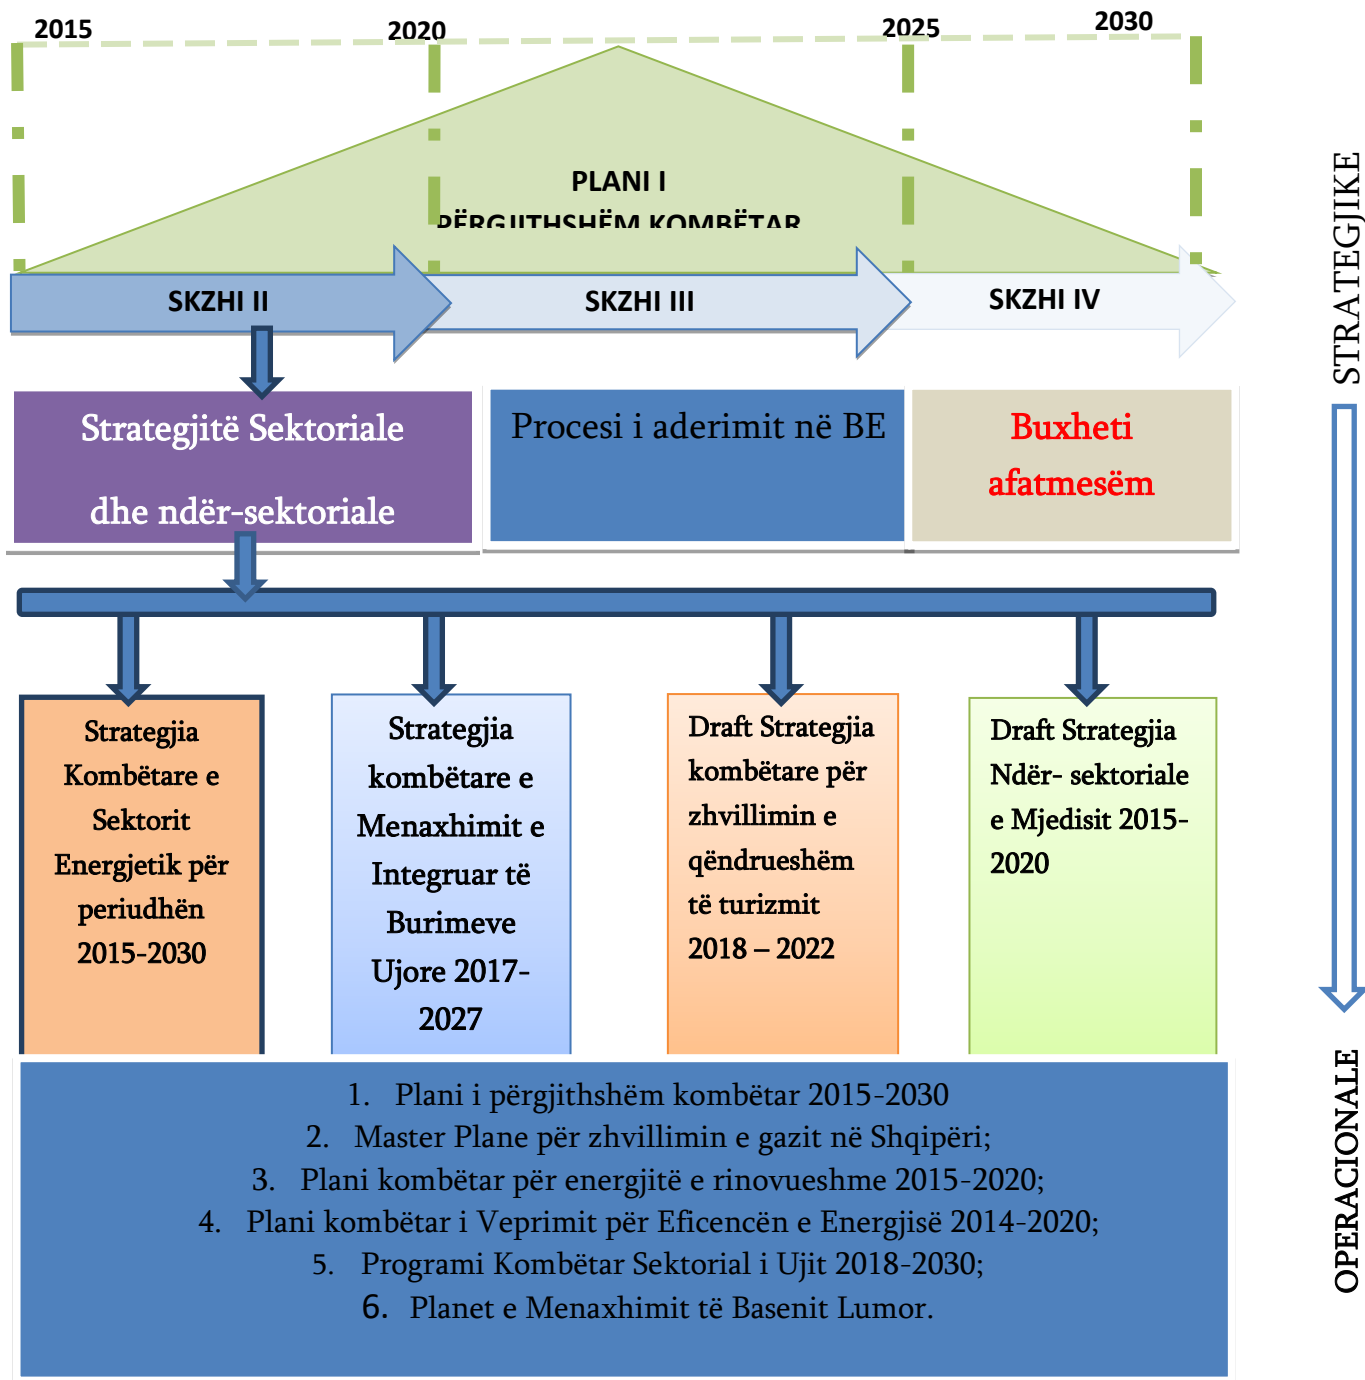 2015
2020
2025
2030
PLANI I
PËRGJITHSHËM KOMBËTAR
SKZHI II
SKZHI III
SKZHI IV
STRATEGJIKE
Strategjitë Sektoriale
dhe ndër-sektoriale
Procesi i aderimit në BE
Buxheti
afatmesëm
Strategjia
Kombëtare e
Sektorit
Energjetik për
periudhën
2015-2030
Strategjia
kombëtare e
Menaxhimit e
Integruar të
Burimeve
Ujore 2017-
2027
Draft Strategjia
kombëtare për
zhvillimin e
qëndrueshëm
të turizmit
2018 – 2022
Draft Strategjia
Ndër- sektoriale
e Mjedisit 2015-
2020
1. Plani i përgjithshëm kombëtar 2015-2030
2. Master Plane për zhvillimin e gazit në Shqipëri;
3. Plani kombëtar për energjitë e rinovueshme 2015-2020;
4. Plani kombëtar i Veprimit për Eficencën e Energjisë 2014-2020;
5. Programi Kombëtar Sektorial i Ujit 2018-2030;
6. Planet e Menaxhimit të Basenit Lumor.
OPERACIONALE